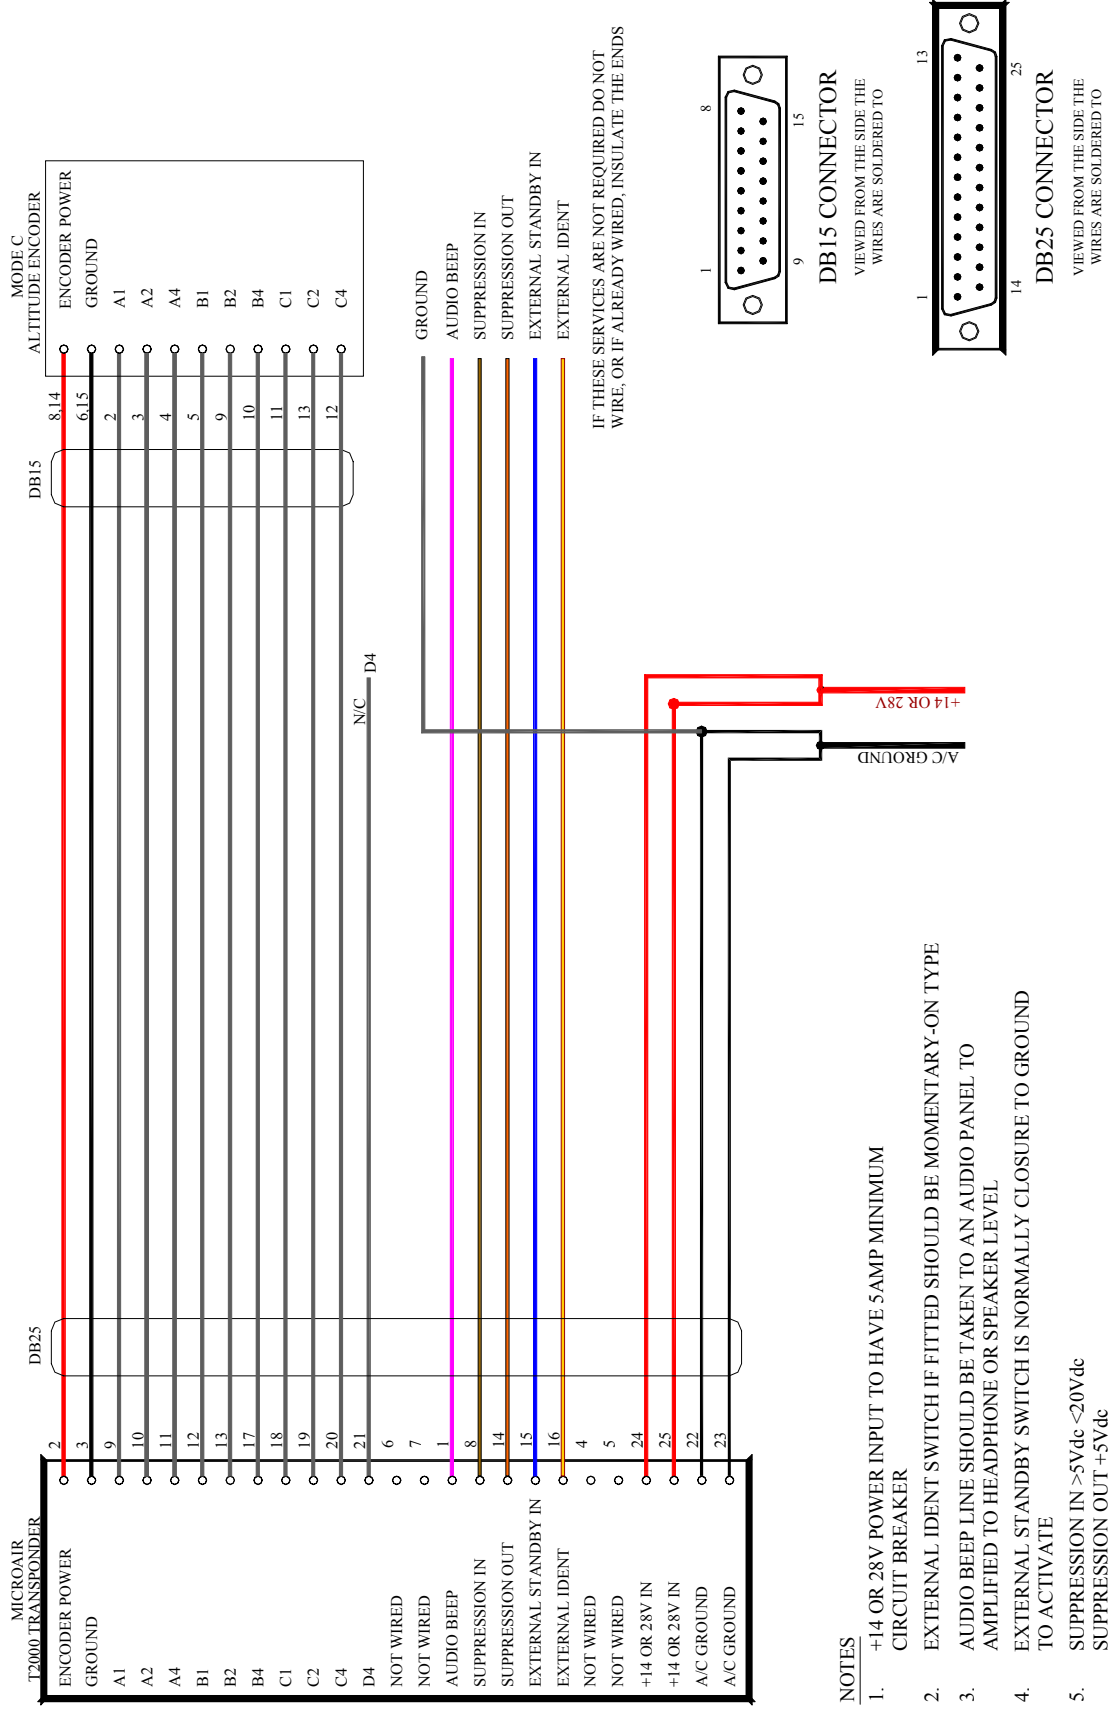 MICROAIR
T2000 TRANSPONDER
ENCODER POWER
GROUND
A1
A2
A4
B1
B2
B4
C1
C2
C4
D4
NOT WIRED
NOT WIRED
AUDIO BEEP
SUPPRESSION IN
SUPPRESSION OUT
EXTERNAL STANDBY IN
EXTERNAL IDENT
NOT WIRED
NOT WIRED
+14 OR 28V IN
+14 OR 28V IN
A/C GROUND
A/C GROUND
2
3
9
10
11
12
13
17
18
19
20
21
6
7
1
8
14
15
16
4
5
24
25
22
23
DB25
N/C
D4
DB15
8,14
6,15
2
3
4
5
9
10
11
13
12
MODE C
ALTITUDE ENCODER
ENCODER POWER
GROUND
A1
A2
A4
B1
B2
B4
C1
C2
C4
GROUND
AUDIO BEEP
SUPPRESSION IN
SUPPRESSION OUT
EXTERNAL STANDBY IN
EXTERNAL IDENT
IF THESE SERVICES ARE NOT REQUIRED DO NOT
WIRE, OR IF ALREADY WIRED, INSULATE THE ENDS
+14 OR 28V
A/C GROUND
1
8
9
15
DB15 CONNECTOR
VIEWED FROM THE SIDE THE
WIRES ARE SOLDERED TO
1
13
14
25
DB25 CONNECTOR
VIEWED FROM THE SIDE THE
WIRES ARE SOLDERED TO
NOTES
1. +14 OR 28V POWER INPUT TO HAVE 5AMP MINIMUM
CIRCUIT BREAKER
2. EXTERNAL IDENT SWITCH IF FITTED SHOULD BE MOMENTARY-ON TYPE
3. AUDIO BEEP LINE SHOULD BE TAKEN TO AN AUDIO PANEL TO
AMPLIFIED TO HEADPHONE OR SPEAKER LEVEL
4. EXTERNAL STANDBY SWITCH IS NORMALLY CLOSURE TO GROUND
TO ACTIVATE
5. SUPPRESSION IN >5Vdc <20Vdc
SUPPRESSION OUT +5Vdc